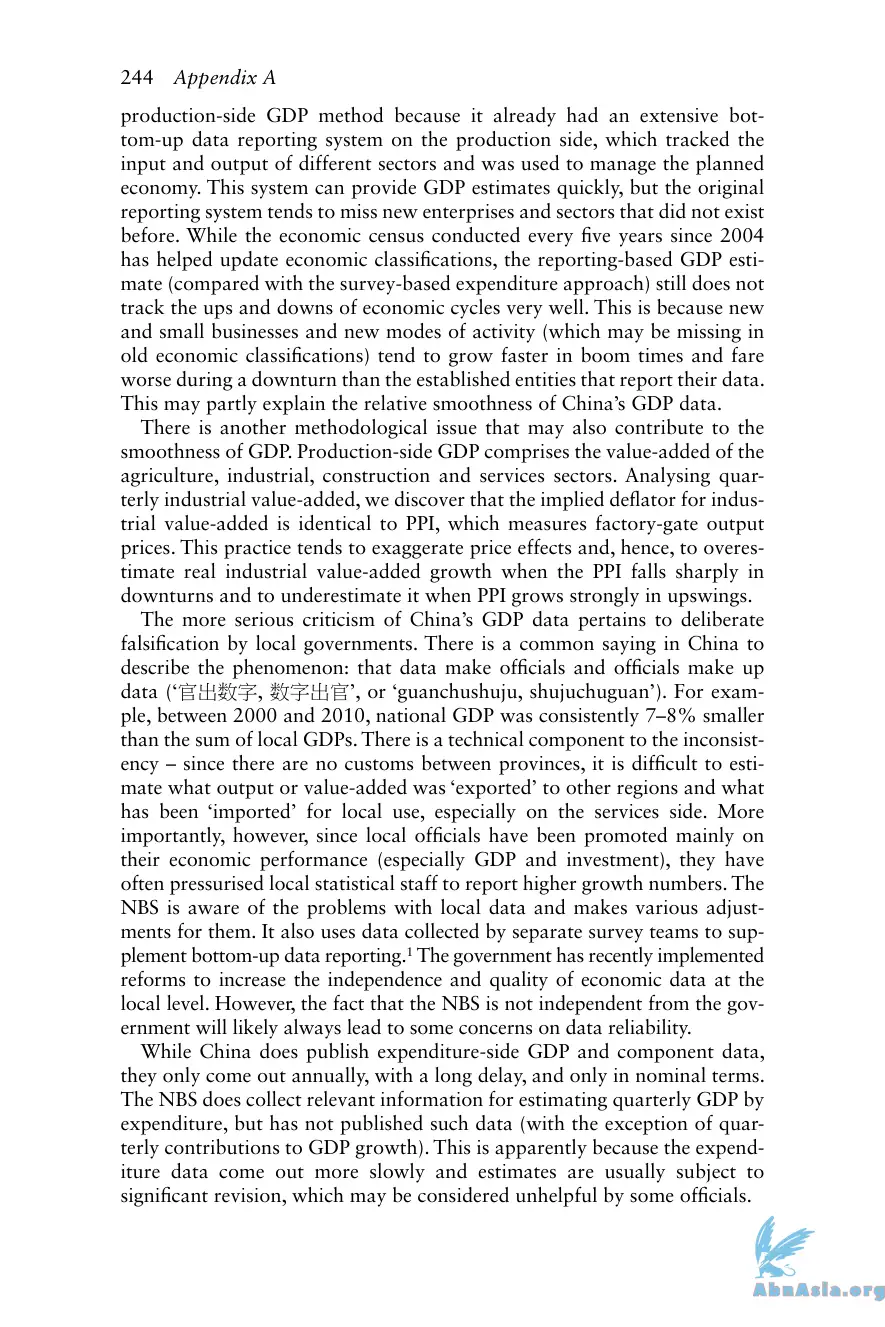 244 Appendix A
production-side GDP method because it already had an extensive bot-
tom-up data reporting system on the production side, which tracked the
input and output of different sectors and was used to manage the planned
economy. This system can provide GDP estimates quickly, but the original
reporting system tends to miss new enterprises and sectors that did not exist
before. While the economic census conducted every five years since 2004
has helped update economic classifications, the reporting-based GDP esti-
mate (compared with the survey-based expenditure approach) still does not
track the ups and downs of economic cycles very well. This is because new
and small businesses and new modes of activity (which may be missing in
old economic classifications) tend to grow faster in boom times and fare
worse during a downturn than the established entities that report their data.
This may partly explain the relative smoothness of China’s GDP data.
There is another methodological issue that may also contribute to the
smoothness of GDP. Production-side GDP comprises the value-added of the
agriculture, industrial, construction and services sectors. Analysing quar-
terly industrial value-added, we discover that the implied deflator for indus-
trial value-added is identical to PPI, which measures factory-gate output
prices. This practice tends to exaggerate price effects and, hence, to overes-
timate real industrial value-added growth when the PPI falls sharply in
downturns and to underestimate it when PPI grows strongly in upswings.
The more serious criticism of China’s GDP data pertains to deliberate
falsification by local governments. There is a common saying in China to
describe the phenomenon: that data make officials and officials make up
data (‘官出数字, 数字出官’, or ‘guanchushuju, shujuchuguan’). For exam-
ple, between 2000 and 2010, national GDP was consistently 7–8% smaller
than the sum of local GDPs. There is a technical component to the inconsist-
ency – since there are no customs between provinces, it is difficult to esti-
mate what output or value-added was ‘exported’ to other regions and what
has been ‘imported’ for local use, especially on the services side. More
importantly, however, since local officials have been promoted mainly on
their economic performance (especially GDP and investment), they have
often pressurised local statistical staff to report higher growth numbers. The
NBS is aware of the problems with local data and makes various adjust-
ments for them. It also uses data collected by separate survey teams to sup-
plement bottom-up data reporting.¹ The government has recently implemented
reforms to increase the independence and quality of economic data at the
local level. However, the fact that the NBS is not independent from the gov-
ernment will likely always lead to some concerns on data reliability.
While China does publish expenditure-side GDP and component data,
they only come out annually, with a long delay, and only in nominal terms.
The NBS does collect relevant information for estimating quarterly GDP by
expenditure, but has not published such data (with the exception of quar-
terly contributions to GDP growth). This is apparently because the expend-
iture data come out more slowly and estimates are usually subject to
significant revision, which may be considered unhelpful by some officials.
AbnAsia.org